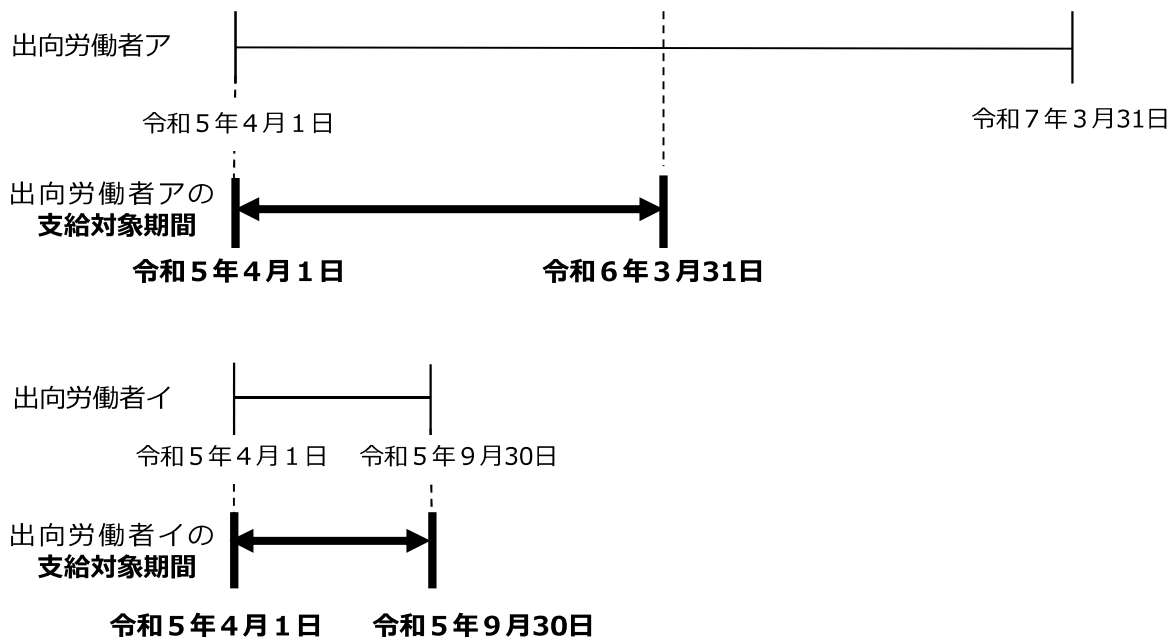 出向労働者ア
令和５年４月１日
令和７年３月31日
出向労働者アの
支給対象期間
令和５年４月１日
令和６年３月31日
出向労働者イ
令和５年４月１日
令和５年９月30日
出向労働者イの
支給対象期間
令和５年４月１日
令和５年９月30日